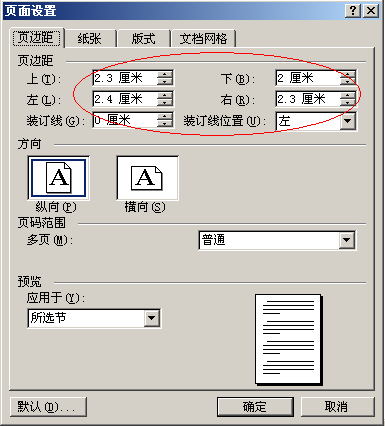 页面设置
页边距 纸张 版式 文档网格
页边距
上(T): 2.3 厘米 下(B): 2 厘米
左(L): 2.4 厘米 右(R): 2.3 厘米
装订线(G): 0 厘米 装订线位置(U): 左
方向
A A
纵向(P) 横向(S)
页码范围
多页(M): 普通
预览
应用于(Y):
所选节
默认(D)... 确定 取消